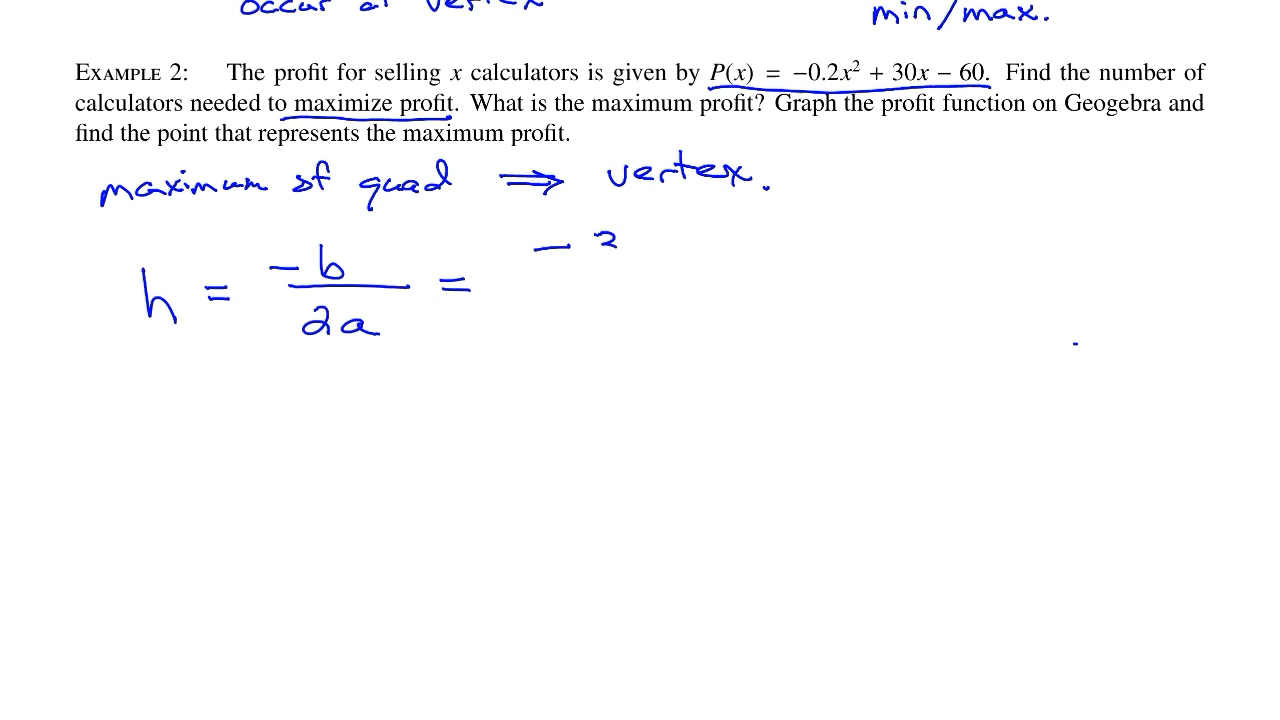 occur at vertex min/max.
EXAMPLE 2: The profit for selling x calculators is given by P(x) = −0.2x² + 30x − 60. Find the number of
calculators needed to maximize profit. What is the maximum profit? Graph the profit function on Geogebra and
find the point that represents the maximum profit.
maximum of quad ⇒ vertex.
h = -b/2a = - 3